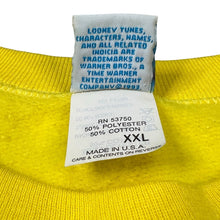 LOONEY TUNES,
CHARACTERS, NAMES,
AND ALL RELATED
INDICIA ARE
TRADEMARKS OF
WARNER BROS., A
TIME WARNER
ENTERTAINMENT
COMPANY © 1993
RN 53750
50% POLYESTER
50% COTTON
XXL
MADE IN U.S.A.
CARE & CONTENTS ON REVERSE